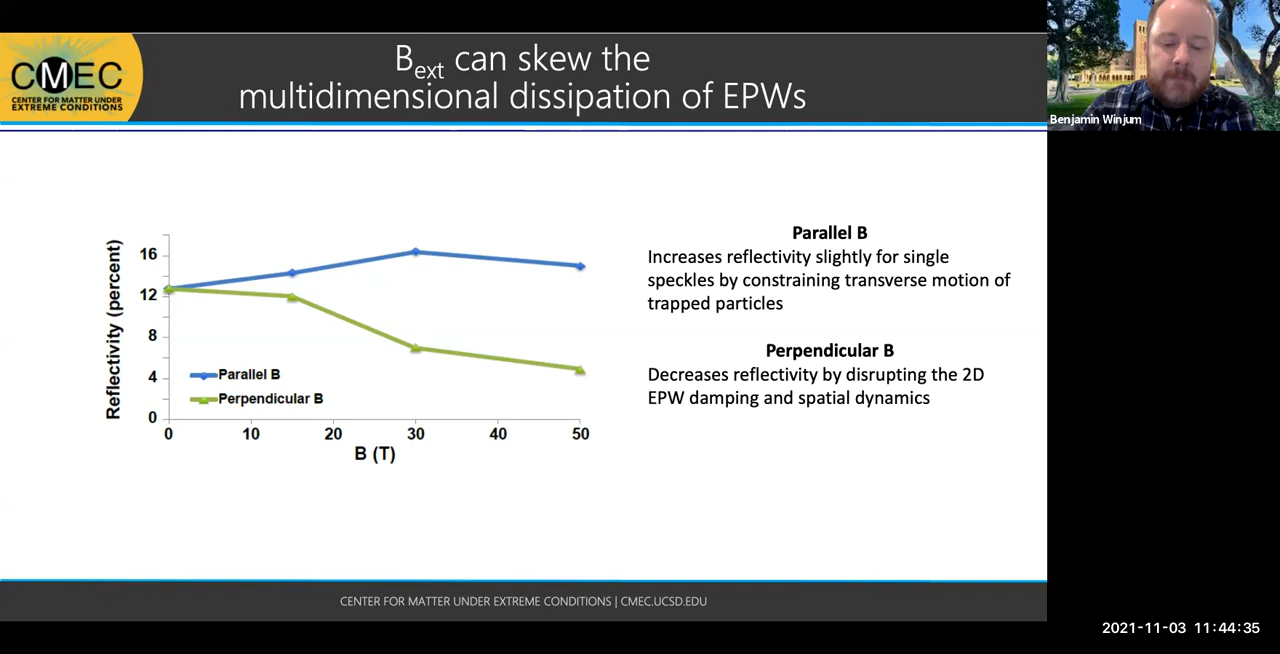 CMEC
CENTER FOR MATTER UNDER
EXTREME CONDITIONS
B_ext can skew the
multidimensional dissipation of EPWs
Benjamin Winjum
Reflectivity (percent)
16
12
8
4
0
Parallel B
Perpendicular B
0 10 20 30 40 50
B (T)
Parallel B
Increases reflectivity slightly for single
speckles by constraining transverse motion of
trapped particles
Perpendicular B
Decreases reflectivity by disrupting the 2D
EPW damping and spatial dynamics
CENTER FOR MATTER UNDER EXTREME CONDITIONS | CMEC.UCSD.EDU
2021-11-03 11:44:35